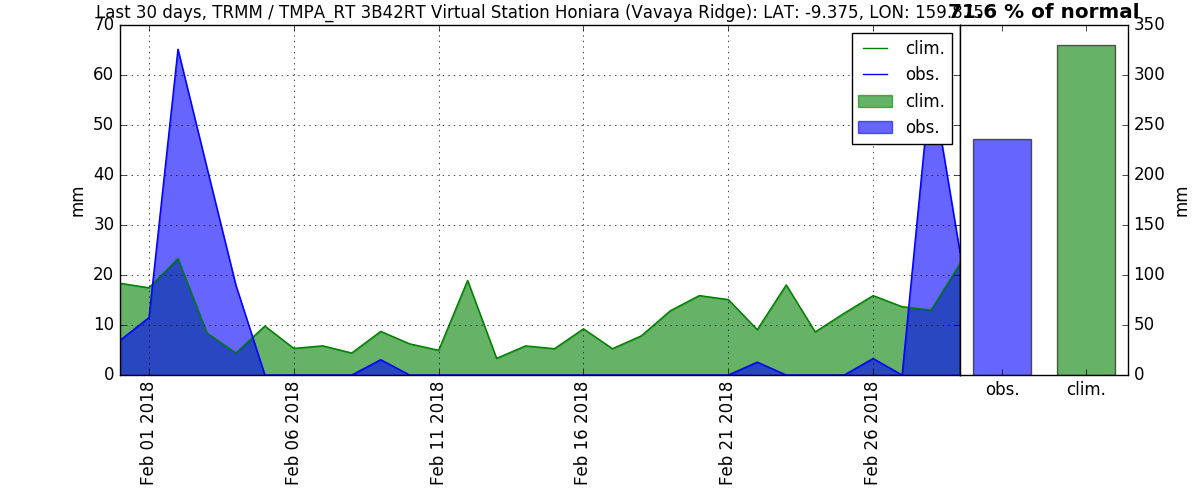 Last 30 days, TRMM / TMPA_RT 3B42RT Virtual Station Honiara (Vavaya Ridge): LAT: -9.375, LON:
71.6 % of normal
70
60
50
40
30
20
10
0
mm
clim.
obs.
clim.
obs.
350
300
250
200
150
100
50
0
mm
Feb 01 2018
Feb 06 2018
Feb 11 2018
Feb 16 2018
Feb 21 2018
Feb 26 2018
obs.
clim.